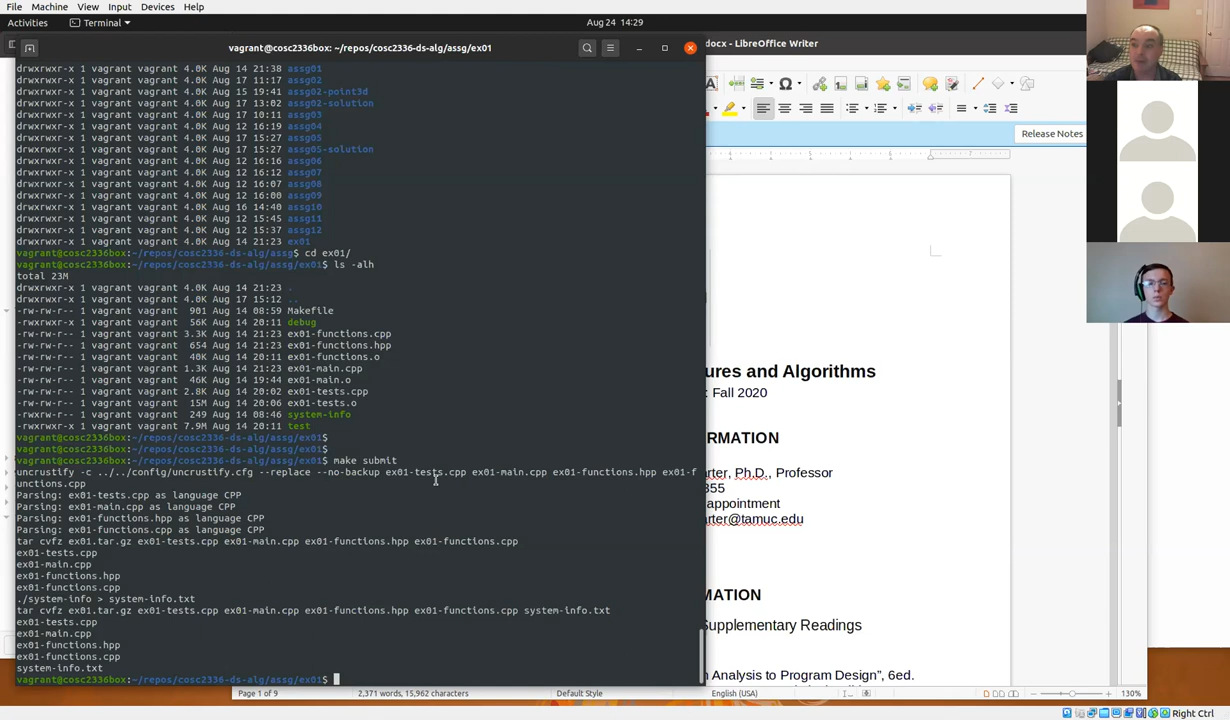 File Machine View Input Devices Help
Activities Terminal Aug 24 14:29
vagrant@cosc2336box: ~/repos/cosc2336-ds-alg/assg/ex01
drwxrwxr-x 1 vagrant vagrant 4.0K Aug 14 21:38 assg01
drwxrwxr-x 1 vagrant vagrant 4.0K Aug 17 11:17 assg02
drwxrwxr-x 1 vagrant vagrant 4.0K Aug 15 19:41 assg02-point3d
drwxrwxr-x 1 vagrant vagrant 4.0K Aug 17 13:02 assg02-solution
drwxrwxr-x 1 vagrant vagrant 4.0K Aug 17 10:11 assg03
drwxrwxr-x 1 vagrant vagrant 4.0K Aug 12 16:19 assg04
drwxrwxr-x 1 vagrant vagrant 4.0K Aug 17 15:27 assg05
drwxrwxr-x 1 vagrant vagrant 4.0K Aug 17 15:27 assg05-solution
drwxrwxr-x 1 vagrant vagrant 4.0K Aug 12 16:16 assg06
drwxrwxr-x 1 vagrant vagrant 4.0K Aug 12 16:12 assg07
drwxrwxr-x 1 vagrant vagrant 4.0K Aug 12 16:07 assg08
drwxrwxr-x 1 vagrant vagrant 4.0K Aug 12 16:00 assg09
drwxrwxr-x 1 vagrant vagrant 4.0K Aug 16 14:40 assg10
drwxrwxr-x 1 vagrant vagrant 4.0K Aug 12 15:45 assg11
drwxrwxr-x 1 vagrant vagrant 4.0K Aug 12 15:37 assg12
drwxrwxr-x 1 vagrant vagrant 4.0K Aug 14 21:23 ex01
vagrant@cosc2336box:~/repos/cosc2336-ds-alg/assg$ cd ex01/
vagrant@cosc2336box:~/repos/cosc2336-ds-alg/assg/ex01$ ls -alh
total 23M
drwxrwxr-x 1 vagrant vagrant 4.0K Aug 14 21:23 .
drwxrwxr-x 1 vagrant vagrant 4.0K Aug 17 15:12 ..
-rw-rw-r-- 1 vagrant vagrant 901 Aug 14 08:59 Makefile
-rwxrwxr-x 1 vagrant vagrant 56K Aug 14 20:11 debug
-rw-rw-r-- 1 vagrant vagrant 3.3K Aug 14 21:23 ex01-functions.cpp
-rw-rw-r-- 1 vagrant vagrant 654 Aug 14 21:23 ex01-functions.hpp
-rw-rw-r-- 1 vagrant vagrant 40K Aug 14 20:11 ex01-functions.o
-rw-rw-r-- 1 vagrant vagrant 1.3K Aug 14 21:23 ex01-main.cpp
-rw-rw-r-- 1 vagrant vagrant 46K Aug 14 19:44 ex01-main.o
-rw-rw-r-- 1 vagrant vagrant 2.8K Aug 14 20:02 ex01-tests.cpp
-rw-rw-r-- 1 vagrant vagrant 15M Aug 14 20:06 ex01-tests.o
-rwxrwxr-x 1 vagrant vagrant 249 Aug 14 08:46 system-info
-rwxrwxr-x 1 vagrant vagrant 7.9M Aug 14 20:11 test
vagrant@cosc2336box:~/repos/cosc2336-ds-alg/assg/ex01$
vagrant@cosc2336box:~/repos/cosc2336-ds-alg/assg/ex01$
vagrant@cosc2336box:~/repos/cosc2336-ds-alg/assg/ex01$ make submit
uncrustify -c ../../config/uncrustify.cfg --replace --no-backup ex01-tests.cpp ex01-main.cpp ex01-functions.hpp ex01-f
unctions.cpp
Parsing: ex01-tests.cpp as language CPP
Parsing: ex01-main.cpp as language CPP
Parsing: ex01-functions.hpp as language CPP
Parsing: ex01-functions.cpp as language CPP
tar cvfz ex01.tar.gz ex01-tests.cpp ex01-main.cpp ex01-functions.hpp ex01-functions.cpp
ex01-tests.cpp
ex01-main.cpp
ex01-functions.hpp
ex01-functions.cpp
./system-info > system-info.txt
tar cvfz ex01.tar.gz ex01-tests.cpp ex01-main.cpp ex01-functions.hpp ex01-functions.cpp system-info.txt
ex01-tests.cpp
ex01-main.cpp
ex01-functions.hpp
ex01-functions.cpp
system-info.txt
vagrant@cosc2336box:~/repos/cosc2336-ds-alg/assg/ex01$
docx - LibreOffice Writer
Release Notes
ures and Algorithms
x Fall 2020
RMATION
rter, Ph.D., Professor
355
appointment
arter@tamuc.edu
MATION
Supplementary Readings
n Analysis to Program Design", 6ed.
Page 1 of 9 2,371 words, 15,962 characters Default Style English (USA) 130%
Right Ctrl